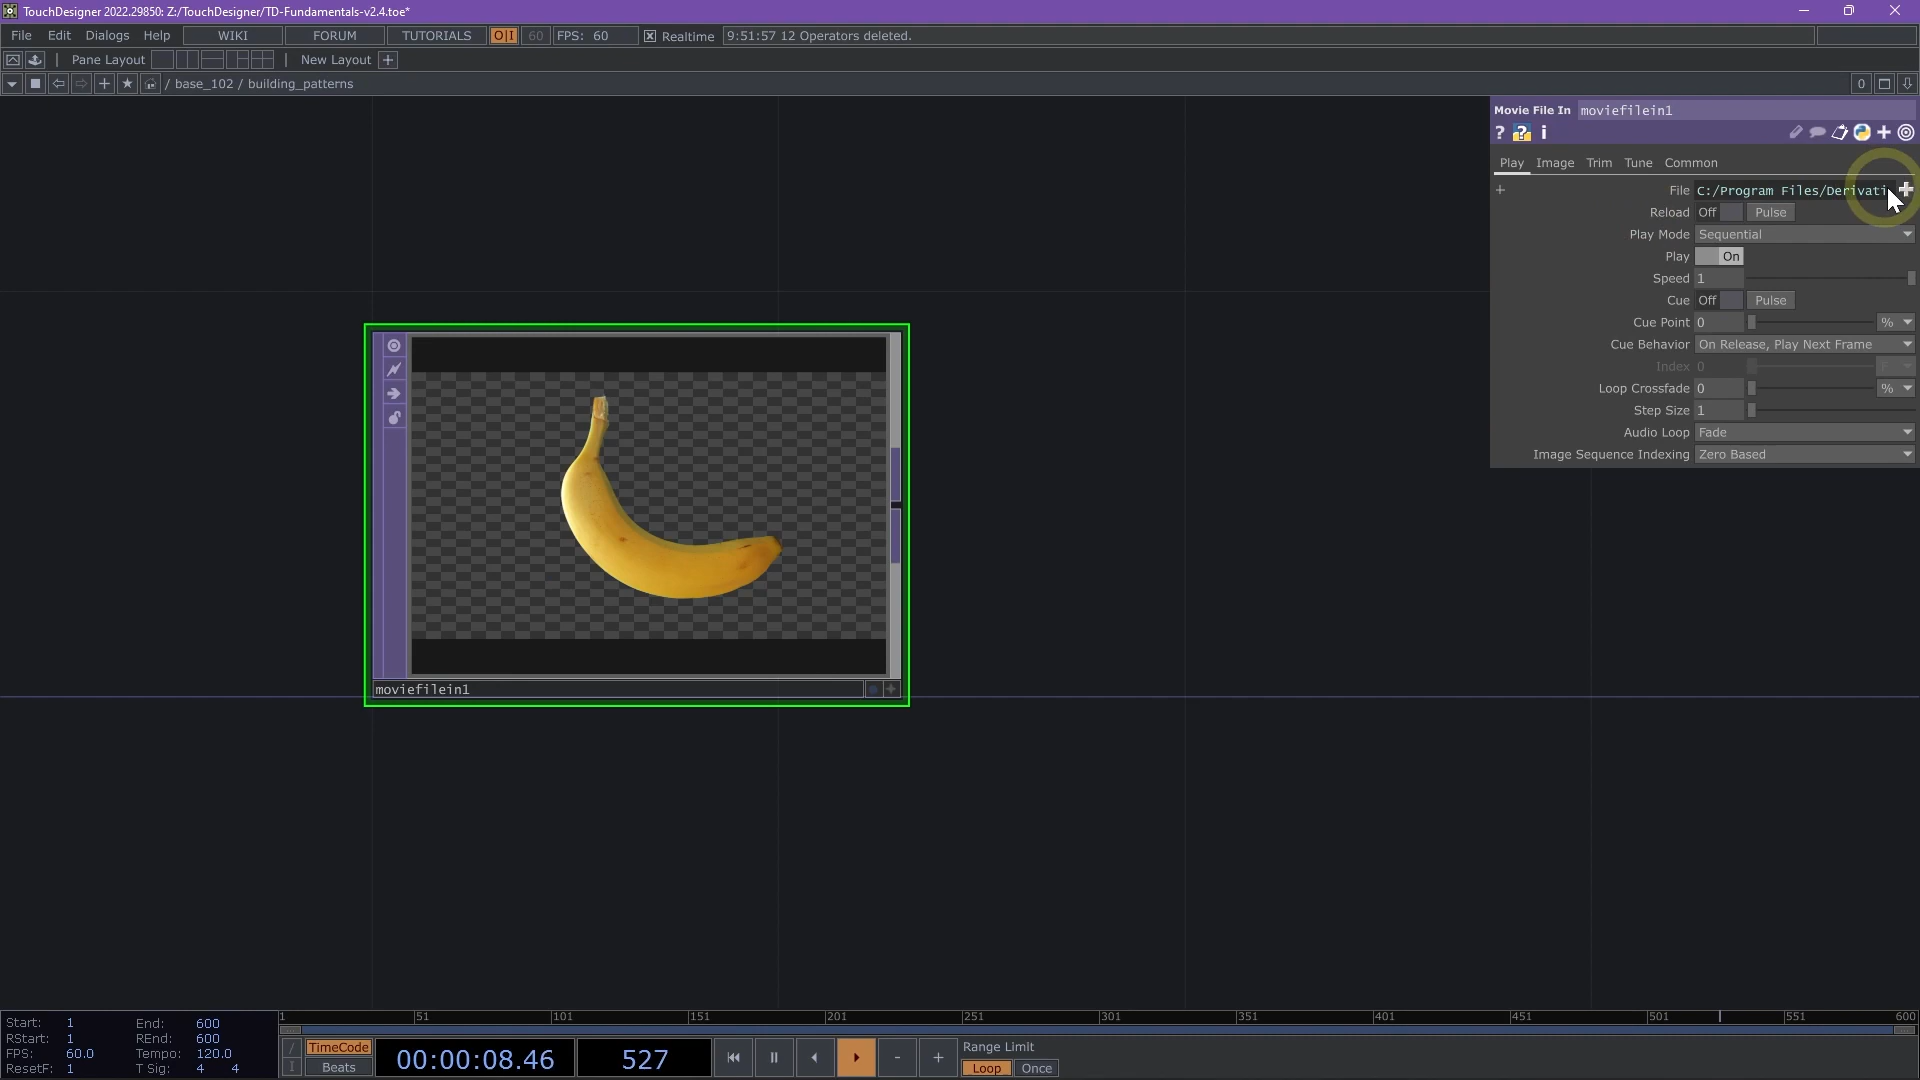 TouchDesigner 2022.29850: Z:/TouchDesigner/TD-Fundamentals-v2.4.toe*
File Edit Dialogs Help WIKI FORUM TUTORIALS O|I 60 FPS: 60 Realtime 9:51:57 12 Operators deleted.
Pane Layout New Layout +
/ base_102 / building_patterns 0
Movie File In moviefilein1
Play Image Trim Tune Common
File C:/Program Files/Derivati
Reload Off Pulse
Play Mode Sequential
Play On
Speed 1
Cue Off Pulse
Cue Point 0 %
Cue Behavior On Release, Play Next Frame
Index 0 F
Loop Crossfade 0 %
Step Size 1
Audio Loop Fade
Image Sequence Indexing Zero Based
moviefilein1
1 51 101 151 201 251 301 351 401 451 501 551 600
Start: 1 End: 600
RStart: 1 REnd: 600
FPS: 60.0 Tempo: 120.0
ResetF: 1 T Sig: 4 4
/ TimeCode
I Beats
00:00:08.46 527
- +
Range Limit
Loop Once